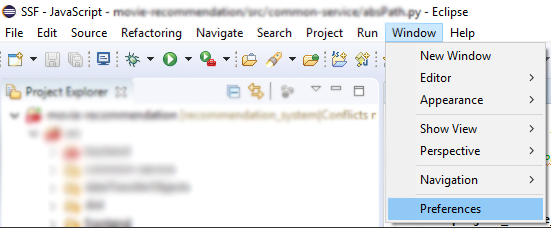 SSF - JavaScript - movie-recommendation/src/common-service/absPath.py - Eclipse
File Edit Source Refactoring Navigate Search Project Run Window Help
New Window
Editor
Appearance
Show View
Perspective
Navigation
Preferences
Project Explorer
movie-recommendation [recommendation_system|Conflicts
src